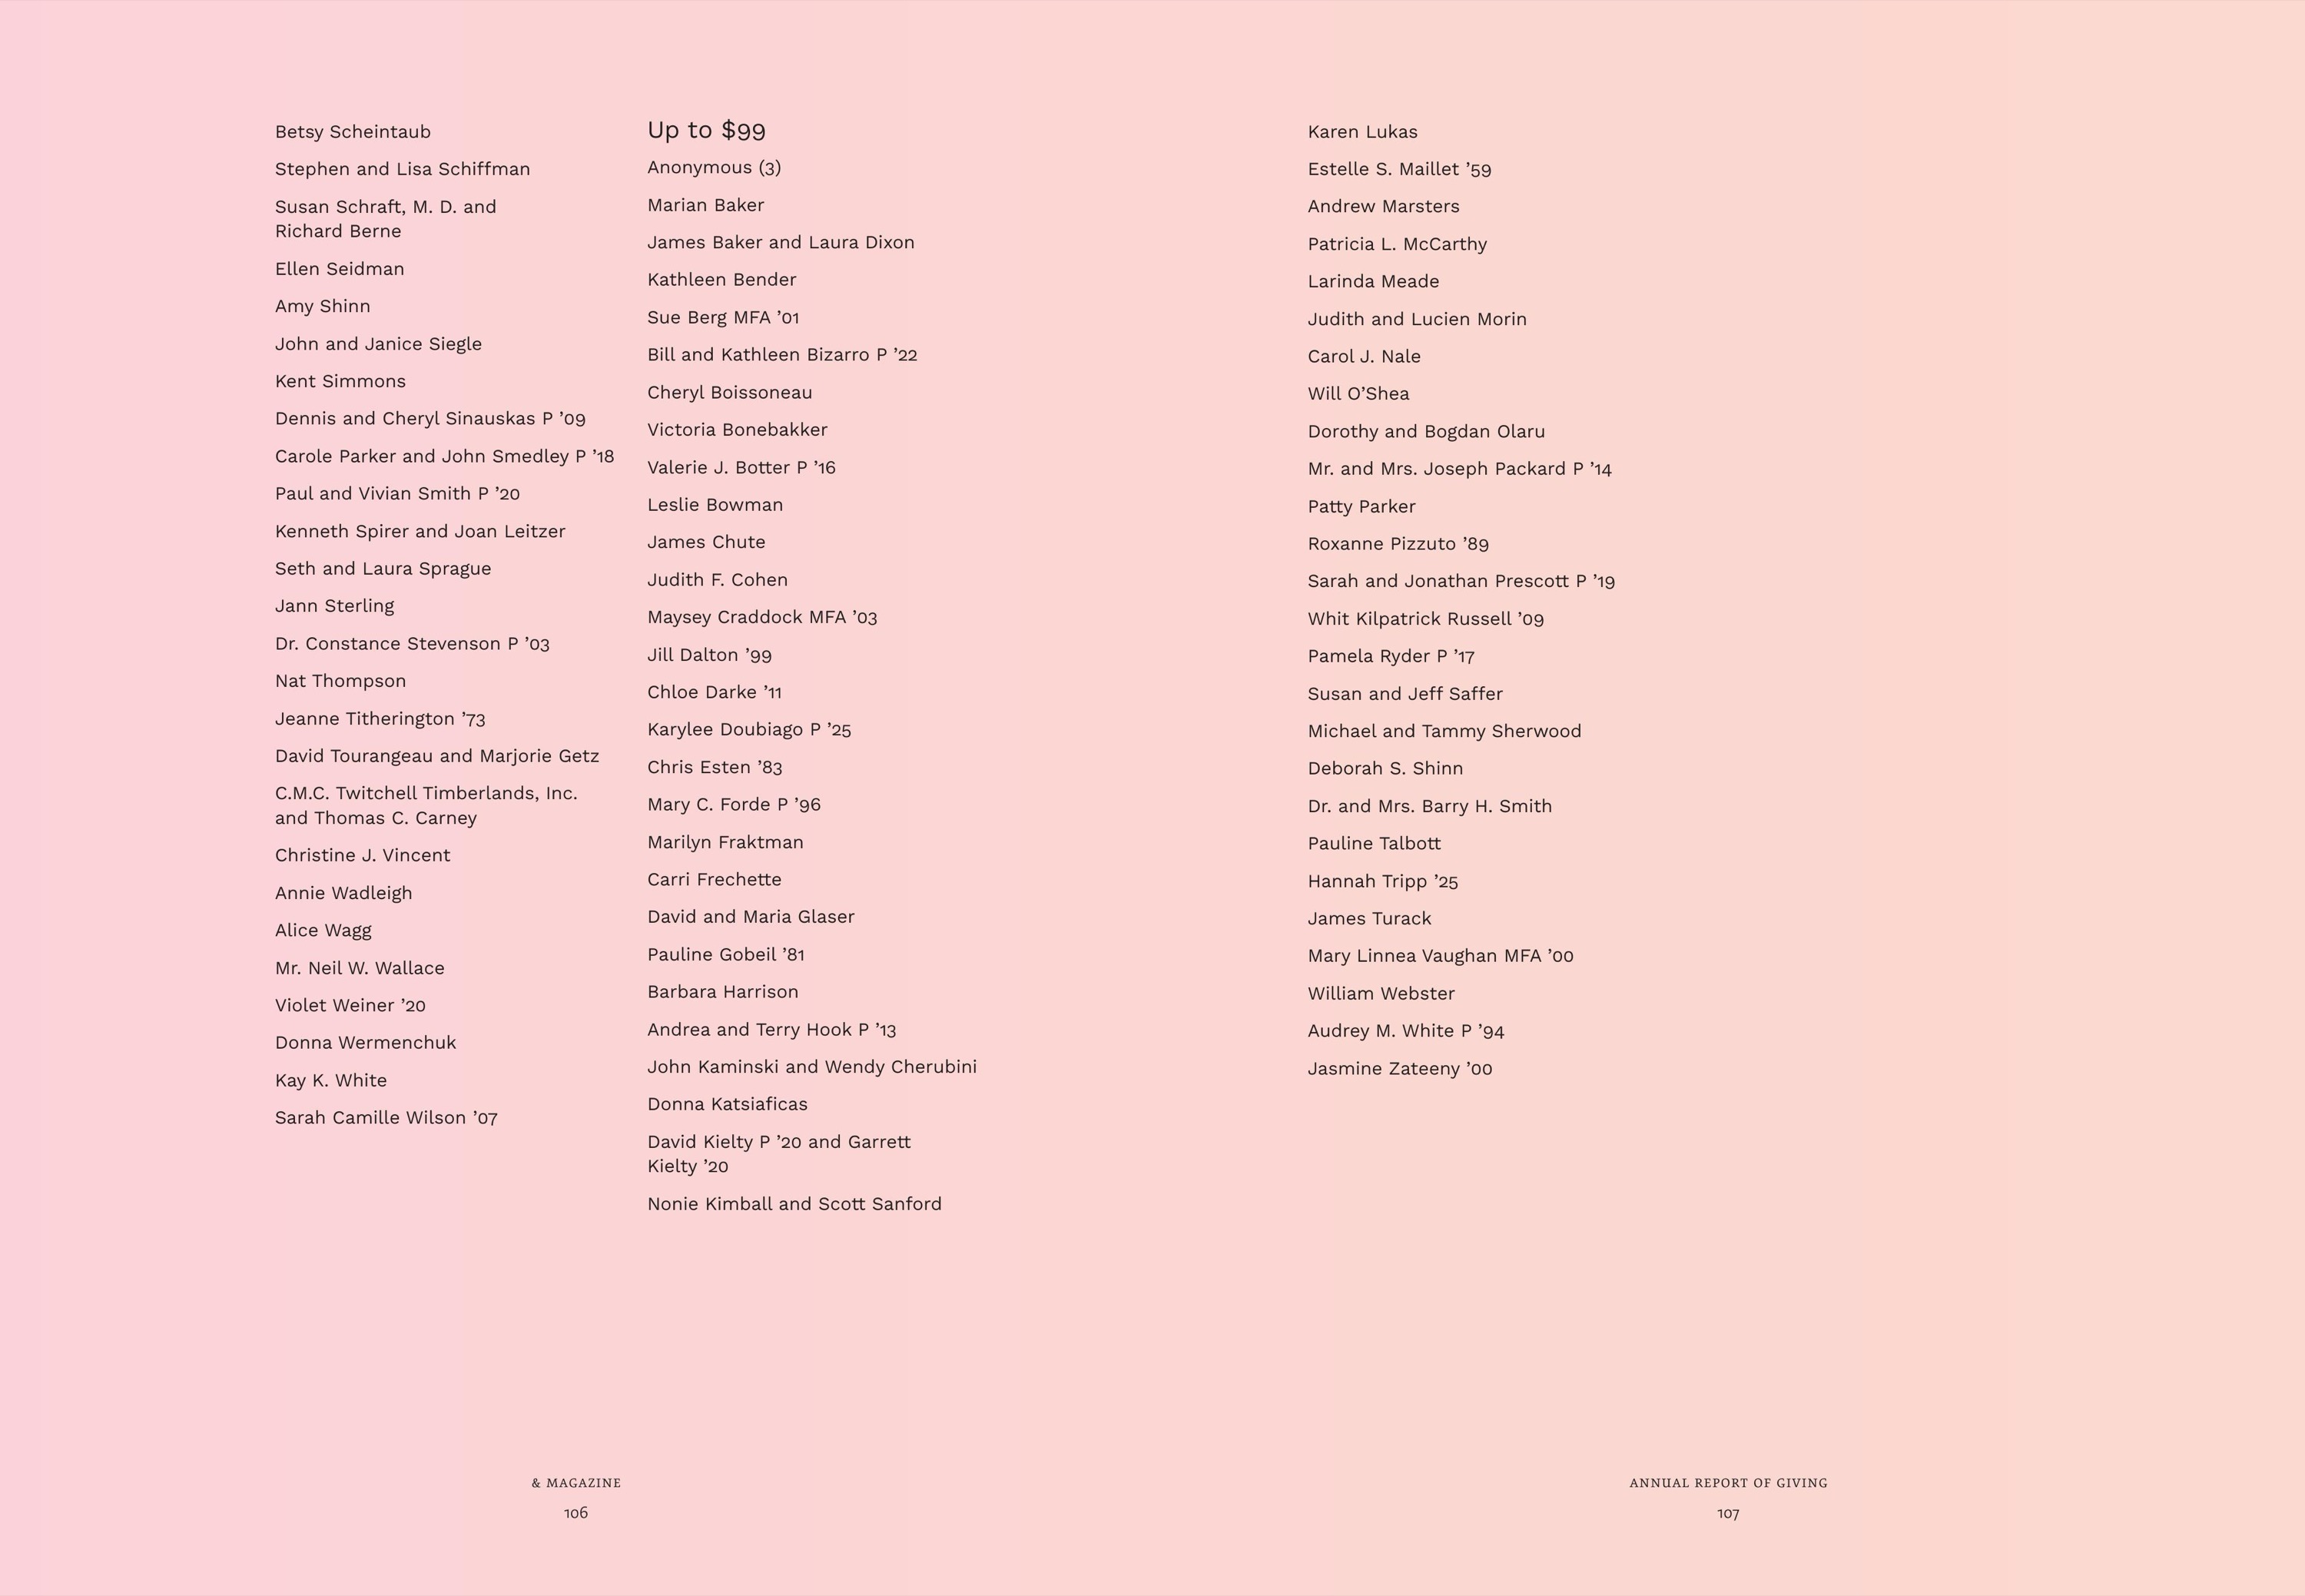 Betsy Scheintaub
Stephen and Lisa Schiffman
Susan Schraft, M. D. and
Richard Berne
Ellen Seidman
Amy Shinn
John and Janice Siegle
Kent Simmons
Dennis and Cheryl Sinauskas P ’09
Carole Parker and John Smedley P ’18
Paul and Vivian Smith P ’20
Kenneth Spirer and Joan Leitzer
Seth and Laura Sprague
Jann Sterling
Dr. Constance Stevenson P ’03
Nat Thompson
Jeanne Titherington ’73
David Tourangeau and Marjorie Getz
C.M.C. Twitchell Timberlands, Inc.
and Thomas C. Carney
Christine J. Vincent
Annie Wadleigh
Alice Wagg
Mr. Neil W. Wallace
Violet Weiner ’20
Donna Wermenchuk
Kay K. White
Sarah Camille Wilson ’07
Up to $99
Anonymous (3)
Marian Baker
James Baker and Laura Dixon
Kathleen Bender
Sue Berg MFA ’01
Bill and Kathleen Bizarro P ’22
Cheryl Boissoneau
Victoria Bonebakker
Valerie J. Botter P ’16
Leslie Bowman
James Chute
Judith F. Cohen
Maysey Craddock MFA ’03
Jill Dalton ’99
Chloe Darke ’11
Karylee Doubiago P ’25
Chris Esten ’83
Mary C. Forde P ’96
Marilyn Fraktman
Carri Frechette
David and Maria Glaser
Pauline Gobeil ’81
Barbara Harrison
Andrea and Terry Hook P ’13
John Kaminski and Wendy Cherubini
Donna Katsiaficas
David Kielty P ’20 and Garrett
Kielty ’20
Nonie Kimball and Scott Sanford
& MAGAZINE
106
Karen Lukas
Estelle S. Maillet ’59
Andrew Marsters
Patricia L. McCarthy
Larinda Meade
Judith and Lucien Morin
Carol J. Nale
Will O’Shea
Dorothy and Bogdan Olaru
Mr. and Mrs. Joseph Packard P ’14
Patty Parker
Roxanne Pizzuto ’89
Sarah and Jonathan Prescott P ’19
Whit Kilpatrick Russell ’09
Pamela Ryder P ’17
Susan and Jeff Saffer
Michael and Tammy Sherwood
Deborah S. Shinn
Dr. and Mrs. Barry H. Smith
Pauline Talbott
Hannah Tripp ’25
James Turack
Mary Linnea Vaughan MFA ’00
William Webster
Audrey M. White P ’94
Jasmine Zateeny ’00
ANNUAL REPORT OF GIVING
107